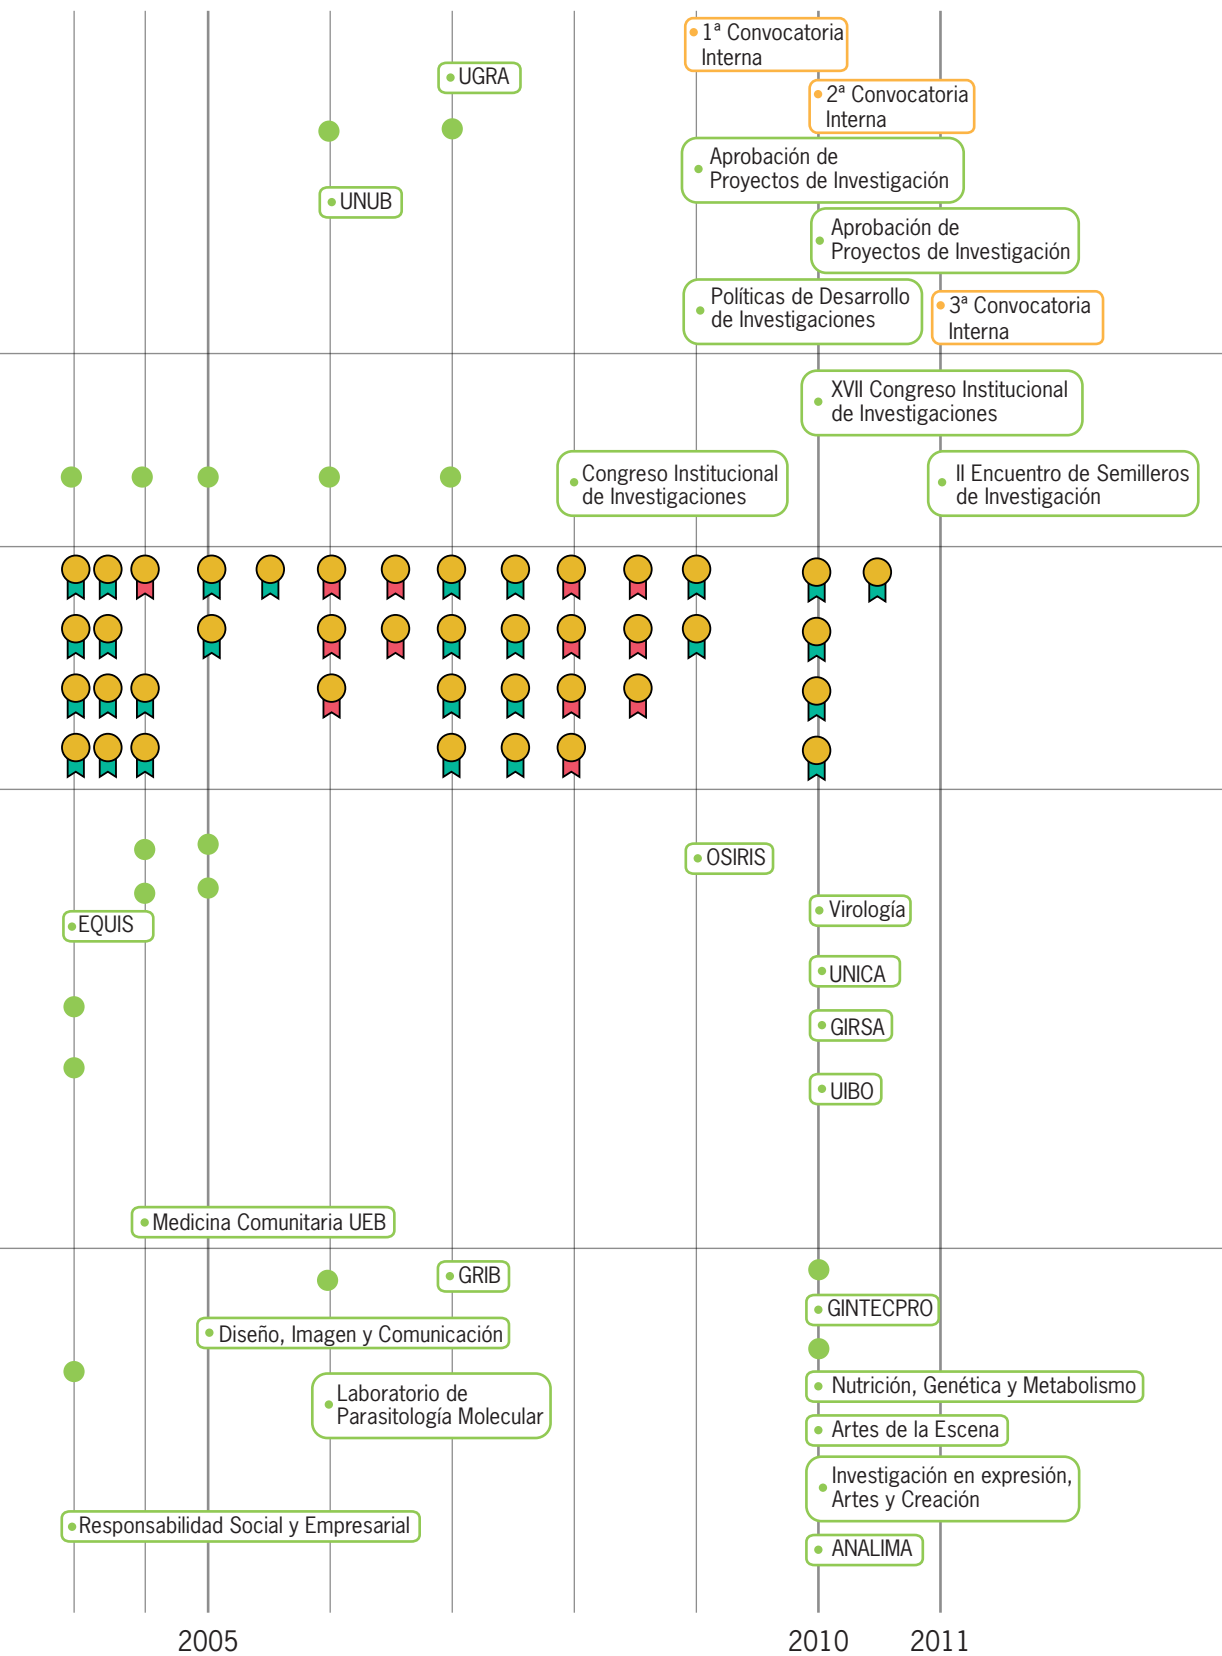 1ª Convocatoria
Interna
UGRA
2ª Convocatoria
Interna
Aprobación de
Proyectos de Investigación
UNUB
Aprobación de
Proyectos de Investigación
Políticas de Desarrollo
de Investigaciones
3ª Convocatoria
Interna
XVII Congreso Institucional
de Investigaciones
Congreso Institucional
de Investigaciones
II Encuentro de Semilleros
de Investigación
OSIRIS
Virología
EQUIS
UNICA
GIRSA
UIBO
Medicina Comunitaria UEB
GRIB
GINTECPRO
Diseño, Imagen y Comunicación
Nutrición, Genética y Metabolismo
Laboratorio de
Parasitología Molecular
Artes de la Escena
Investigación en expresión,
Artes y Creación
Responsabilidad Social y Empresarial
ANALIMA
2005
2010
2011